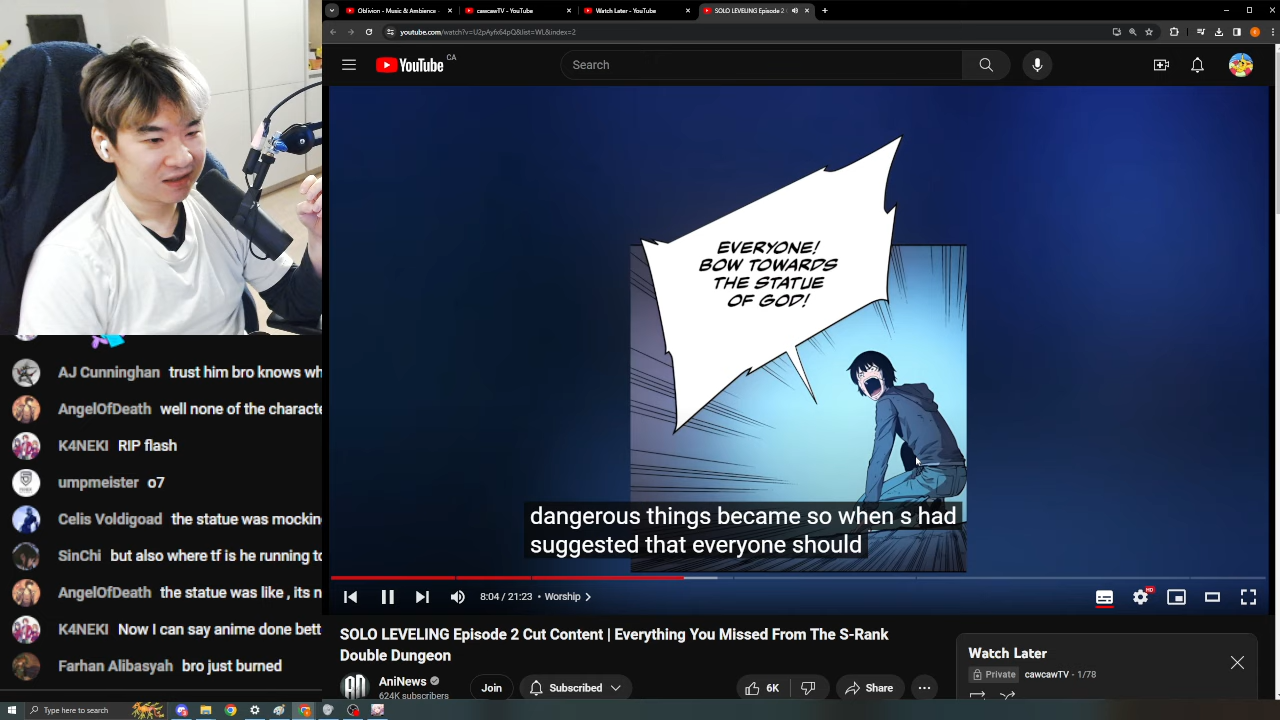 Oblivion - Music & Ambience -
cawcawTV - YouTube
Watch Later - YouTube
SOLO LEVELING Episode 2
youtube.com/watch?v=U2pAyfx64pQ&list=WL&index=2
YouTube CA
Search
EVERYONE!
BOW TOWARDS
THE STATUE
OF GOD!
dangerous things became so when s had
suggested that everyone should
8:04 / 21:23 • Worship
HD
SOLO LEVELING Episode 2 Cut Content | Everything You Missed From The S-Rank
Double Dungeon
AniNews
624K subscribers
Join
Subscribed
6K
Share
Watch Later
Private
cawcawTV - 1/78
AJ Cunninghan trust him bro knows wh
AngelOfDeath well none of the characte
K4NEKI RIP flash
umpmeister o7
Celis Voldigoad the statue was mockin
SinChi but also where tf is he running to
AngelOfDeath the statue was like , its n
K4NEKI Now I can say anime done bett
Farhan Alibasyah bro just burned
Type here to search